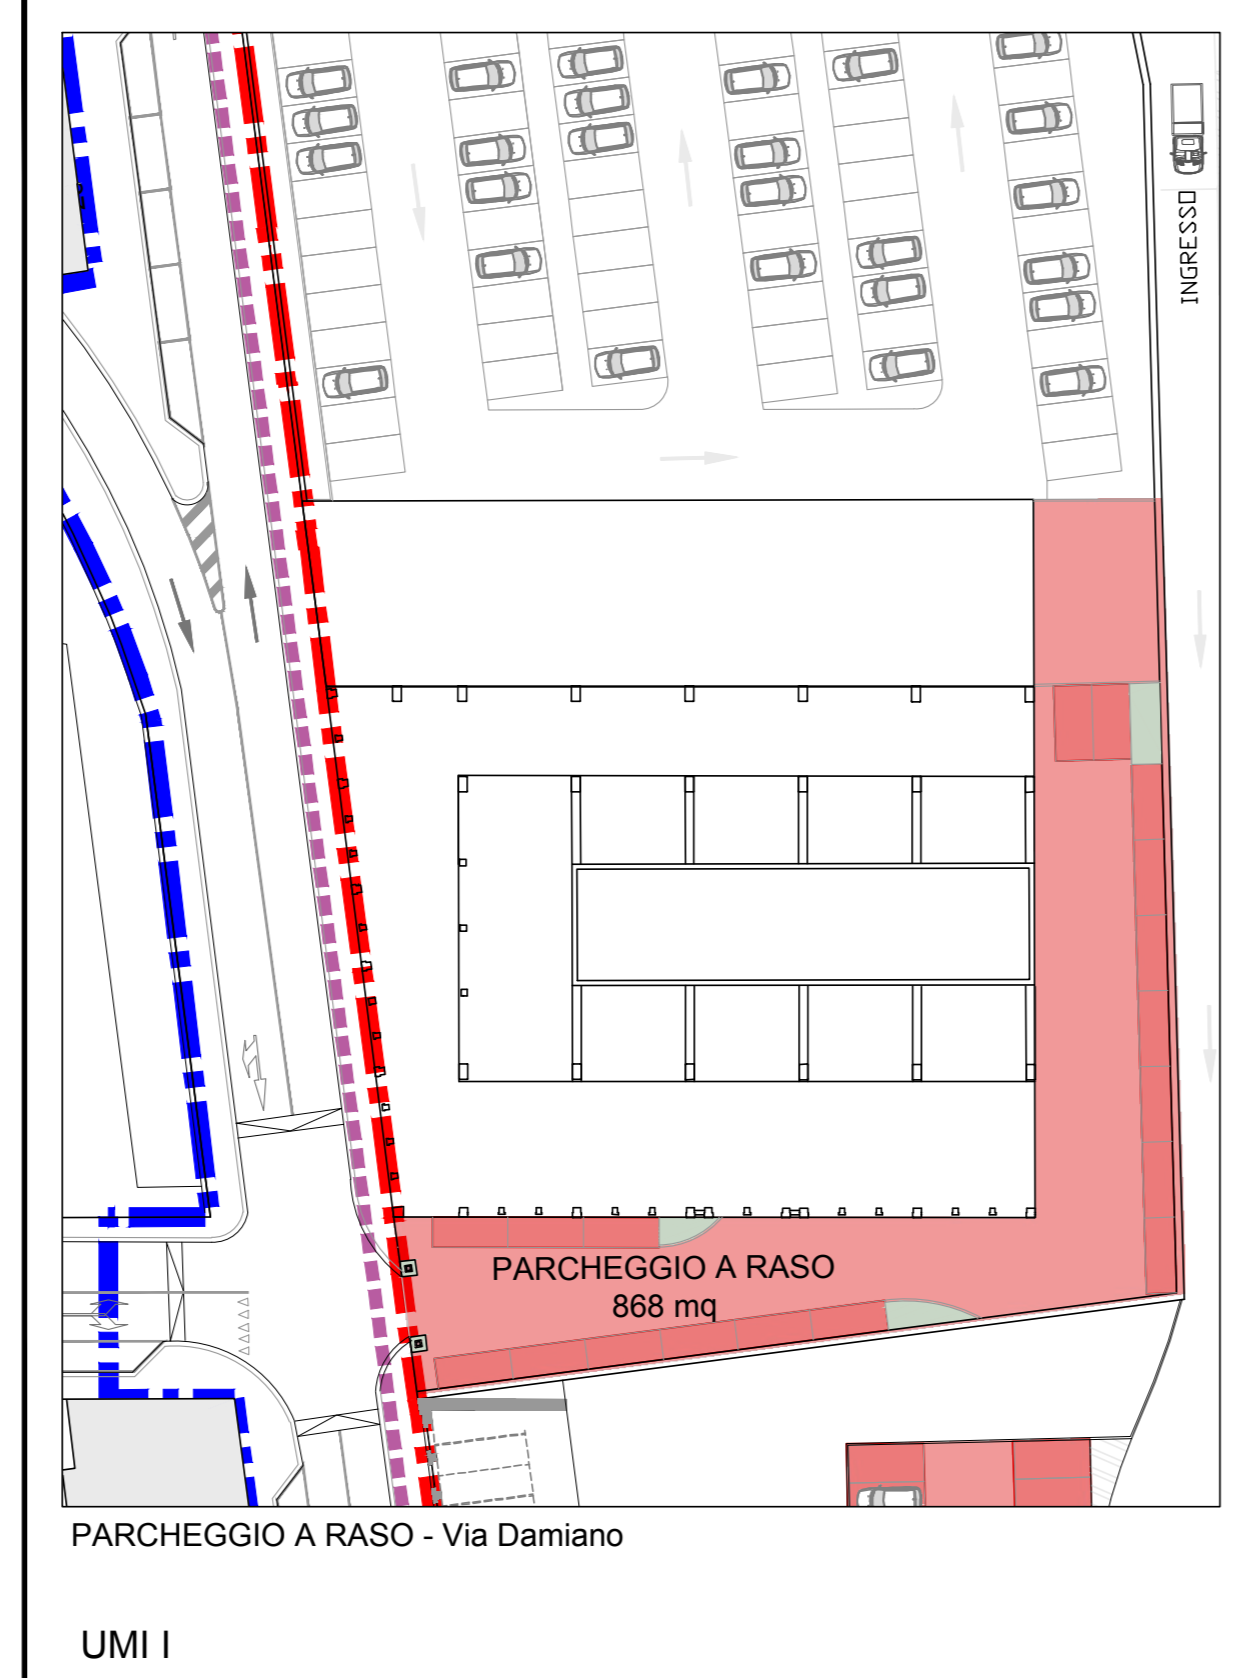 INGRESSO
PARCHEGGIO A RASO
868 mq
PARCHEGGIO A RASO - Via Damiano
UMI I